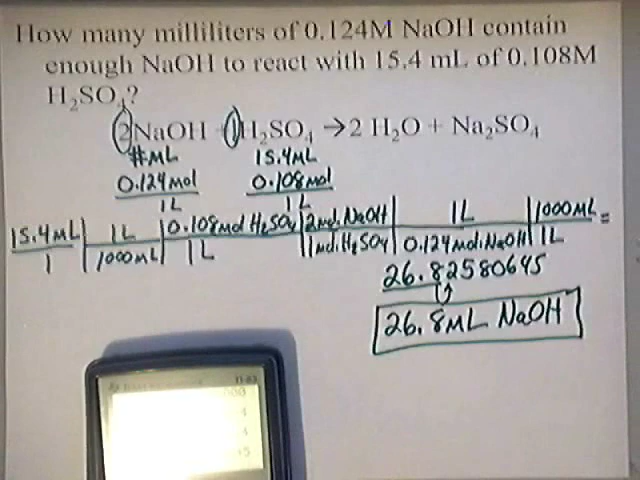 How many milliliters of 0.124M NaOH contain
enough NaOH to react with 15.4 mL of 0.108M
H₂SO₄?
2NaOH + 1H₂SO₄ → 2 H₂O + Na₂SO₄
#ML 15.4ML
0.124mol 0.108mol
1L 1L
15.4ML 1L 0.108mol H₂SO₄ 2mol.NaOH 1L 1000ML =
1 1000ML 1L 1mol.H₂SO₄ 0.124mol.NaOH 1L
26.82580645
26.8ML NaOH